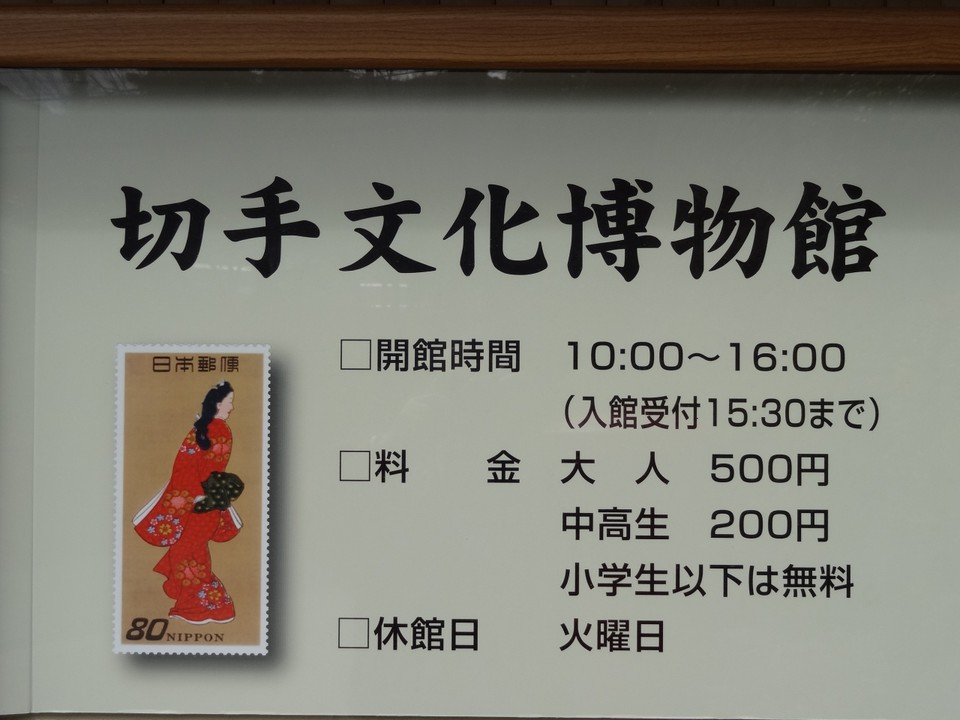 切手文化博物館
日本郵便
80 NIPPON
□開館時間 10:00～16:00
（入館受付15:30まで）
□料 金 大 人 500円
中高生 200円
小学生以下は無料
□休館日 火曜日